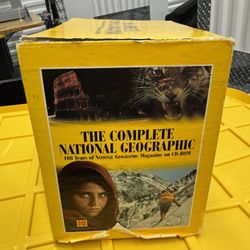 THE COMPLETE
NATIONAL GEOGRAPHIC
108 Years of NATIONAL GEOGRAPHIC Magazine on CD-ROM